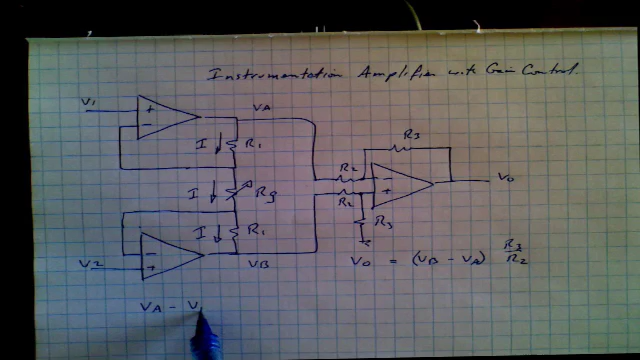 Instrumentation Amplifier with Gain Control.
V1
+
-
VA
I
R1
I
Rg
I
R1
-
+
V2
VB
R2
R2
R3
-
+
R3
Vo
Vo = (VB - VA) R3/R2
VA - V